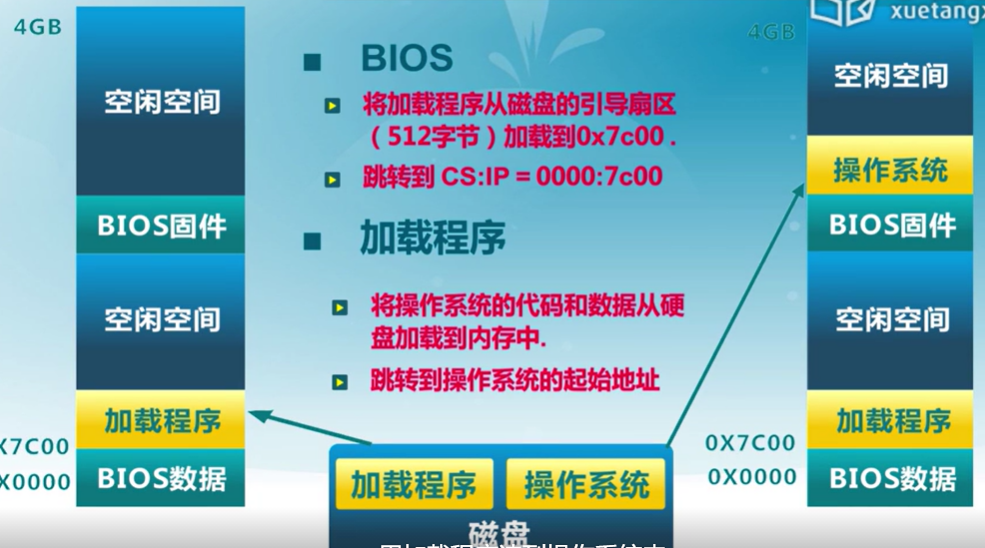 4GB
空闲空间
BIOS固件
空闲空间
加载程序
0X7C00
0X0000
BIOS数据
BIOS
将加载程序从磁盘的引导扇区
（512字节）加载到0x7c00 .
跳转到 CS:IP = 0000:7c00
加载程序
将操作系统的代码和数据从硬
盘加载到内存中.
跳转到操作系统的起始地址
加载程序
操作系统
磁盘
xuetangx
4GB
空闲空间
操作系统
BIOS固件
空闲空间
加载程序
0X7C00
0X0000
BIOS数据